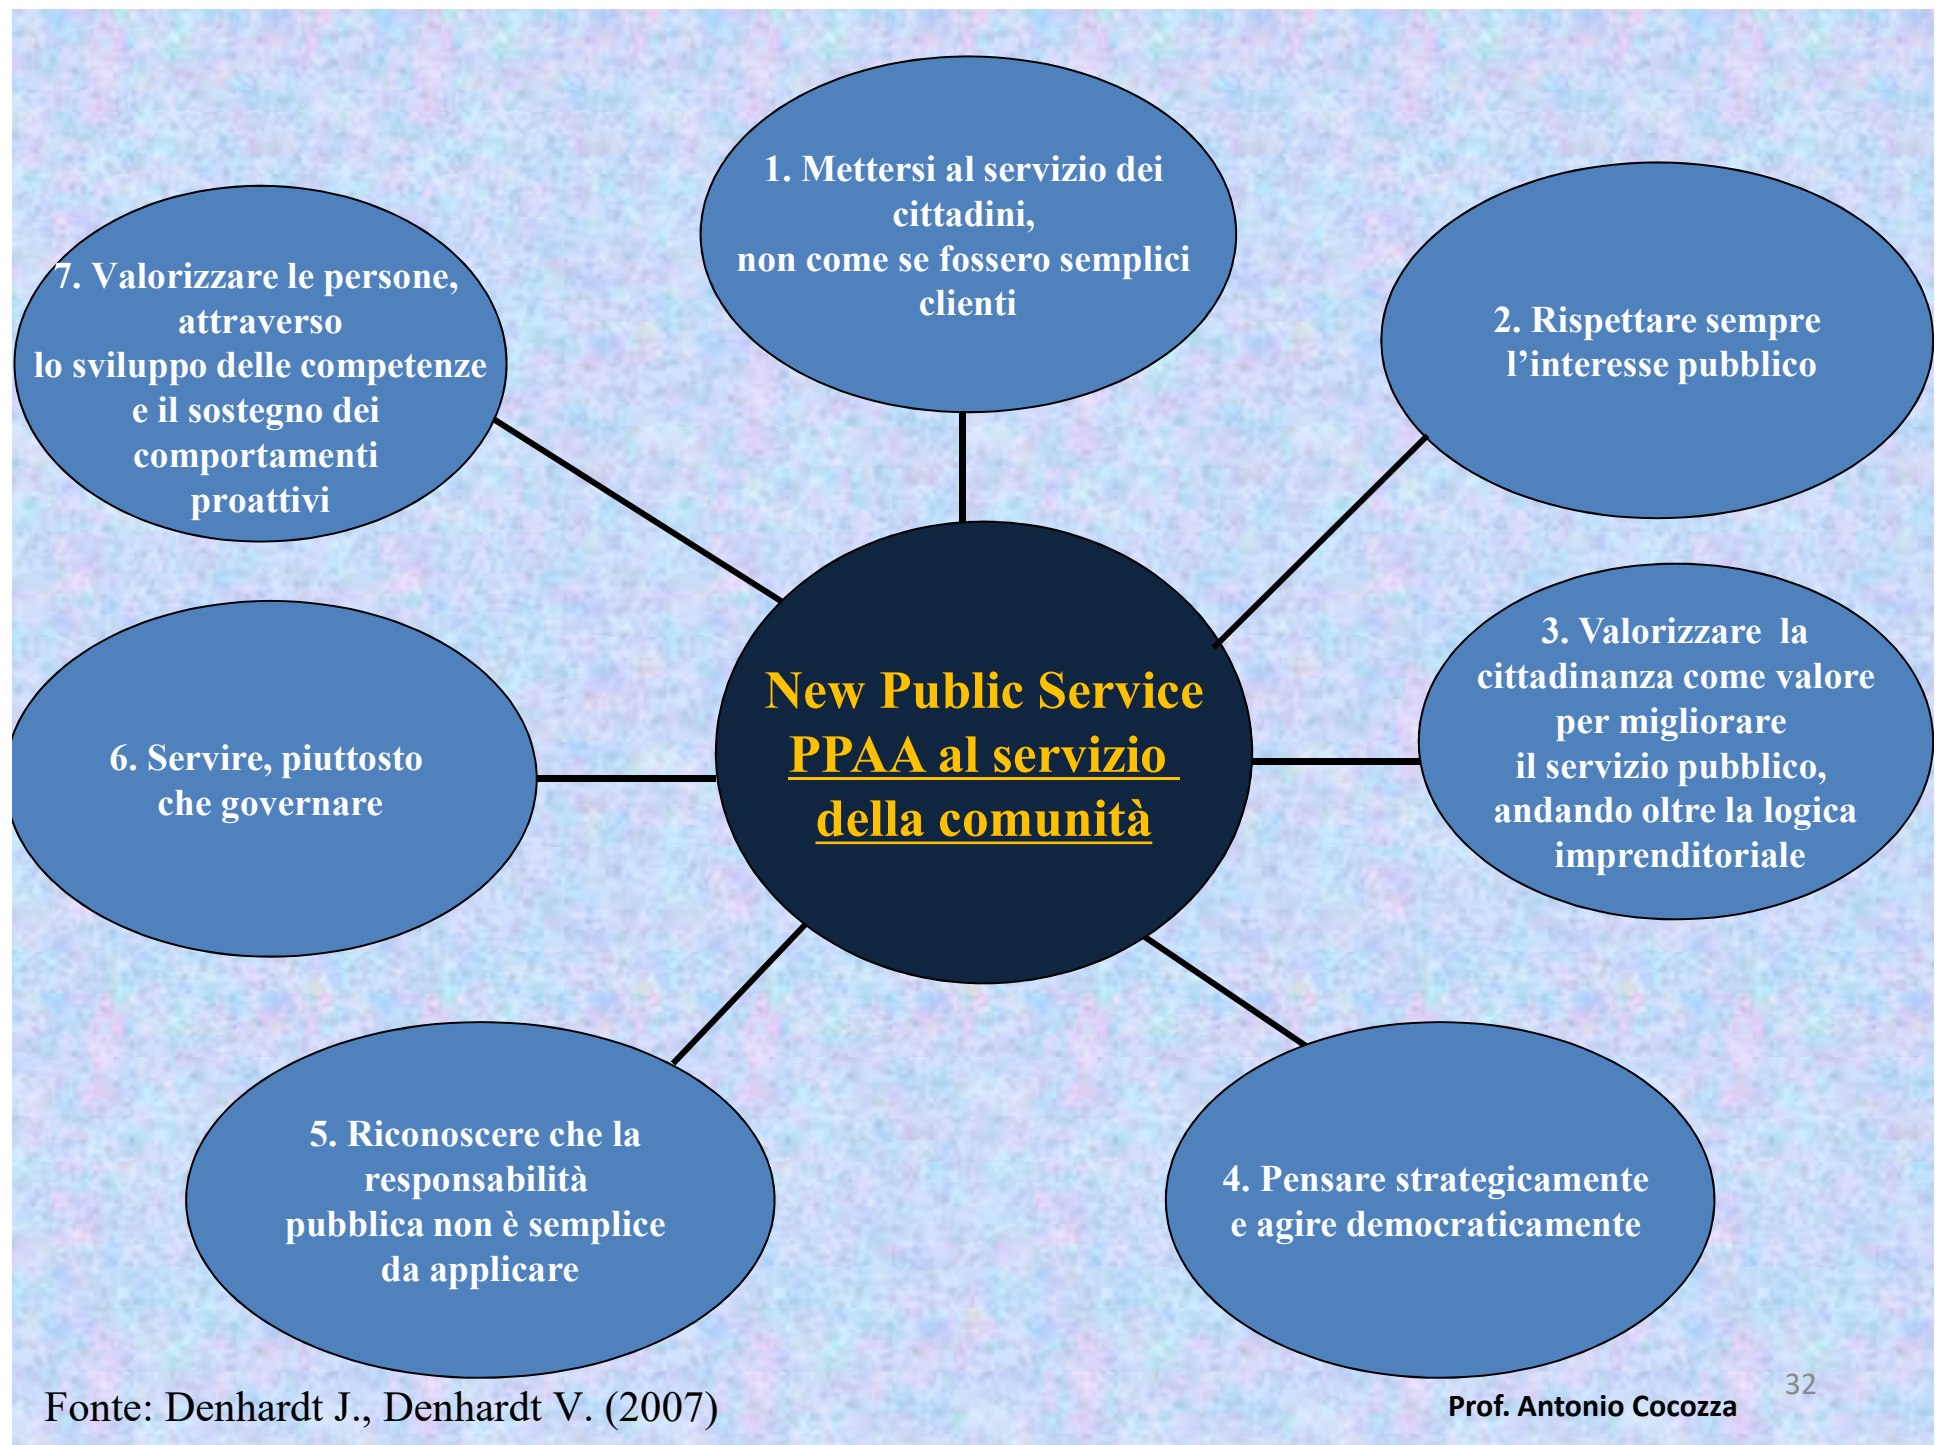 1. Mettersi al servizio dei
cittadini,
non come se fossero semplici
clienti
2. Rispettare sempre
l’interesse pubblico
3. Valorizzare la
cittadinanza come valore
per migliorare
il servizio pubblico,
andando oltre la logica
imprenditoriale
4. Pensare strategicamente
e agire democraticamente
5. Riconoscere che la
responsabilità
pubblica non è semplice
da applicare
6. Servire, piuttosto
che governare
7. Valorizzare le persone,
attraverso
lo sviluppo delle competenze
e il sostegno dei
comportamenti
proattivi
New Public Service
PPAA al servizio
della comunità
Fonte: Denhardt J., Denhardt V. (2007)
Prof. Antonio Cocozza
32